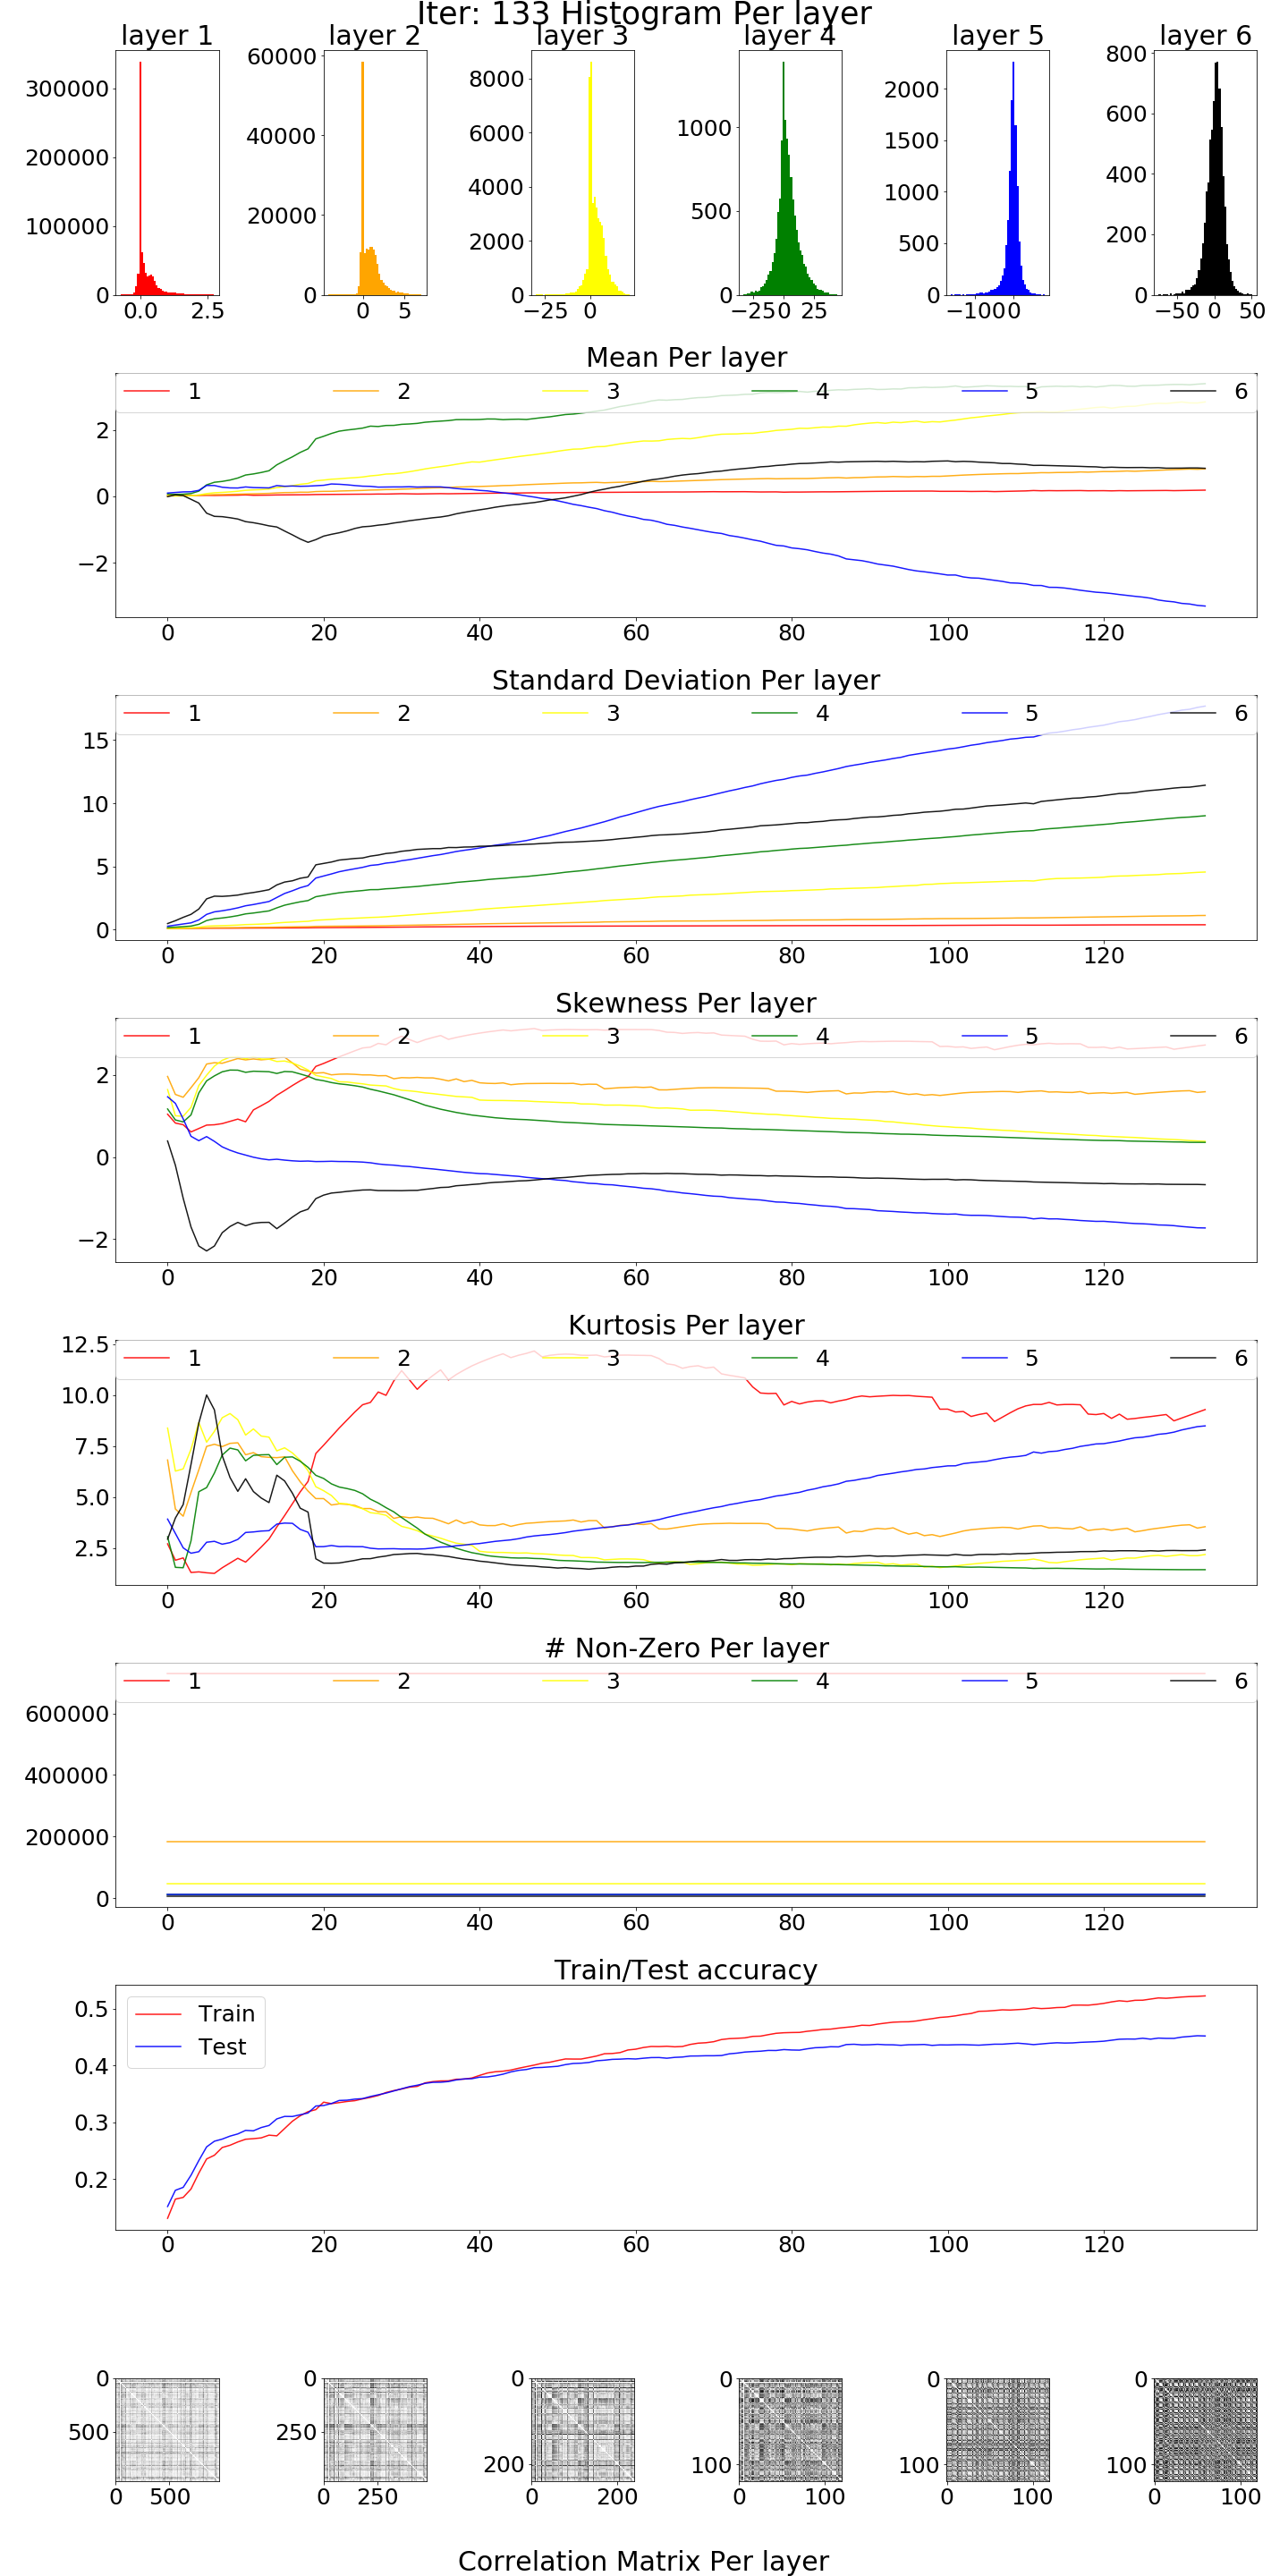 Iter: 133 Histogram Per layer
layer 1 layer 2 layer 3 layer 4 layer 5 layer 6
300000 200000 100000 0
0.0 2.5
60000 40000 20000 0
0 5
8000 6000 4000 2000 0
−25 0
1000 500 0
−25 0 25
2000 1500 1000 500 0
−100 0
800 600 400 200 0
−50 0 50
Mean Per layer
1 2 3 4 5 6
2
0
−2
0 20 40 60 80 100 120
Standard Deviation Per layer
1 2 3 4 5 6
15
10
5
0
0 20 40 60 80 100 120
Skewness Per layer
1 2 3 4 5 6
2
0
−2
0 20 40 60 80 100 120
Kurtosis Per layer
12.5
1 2 3 4 5 6
10.0
7.5
5.0
2.5
0 20 40 60 80 100 120
# Non-Zero Per layer
1 2 3 4 5 6
600000
400000
200000
0
0 20 40 60 80 100 120
Train/Test accuracy
Train
Test
0.5
0.4
0.3
0.2
0 20 40 60 80 100 120
0 500
0 500
0 250
0 250
0 200
0 200
0 100
0 100
0 100
0 100
0 100
0 100
Correlation Matrix Per layer